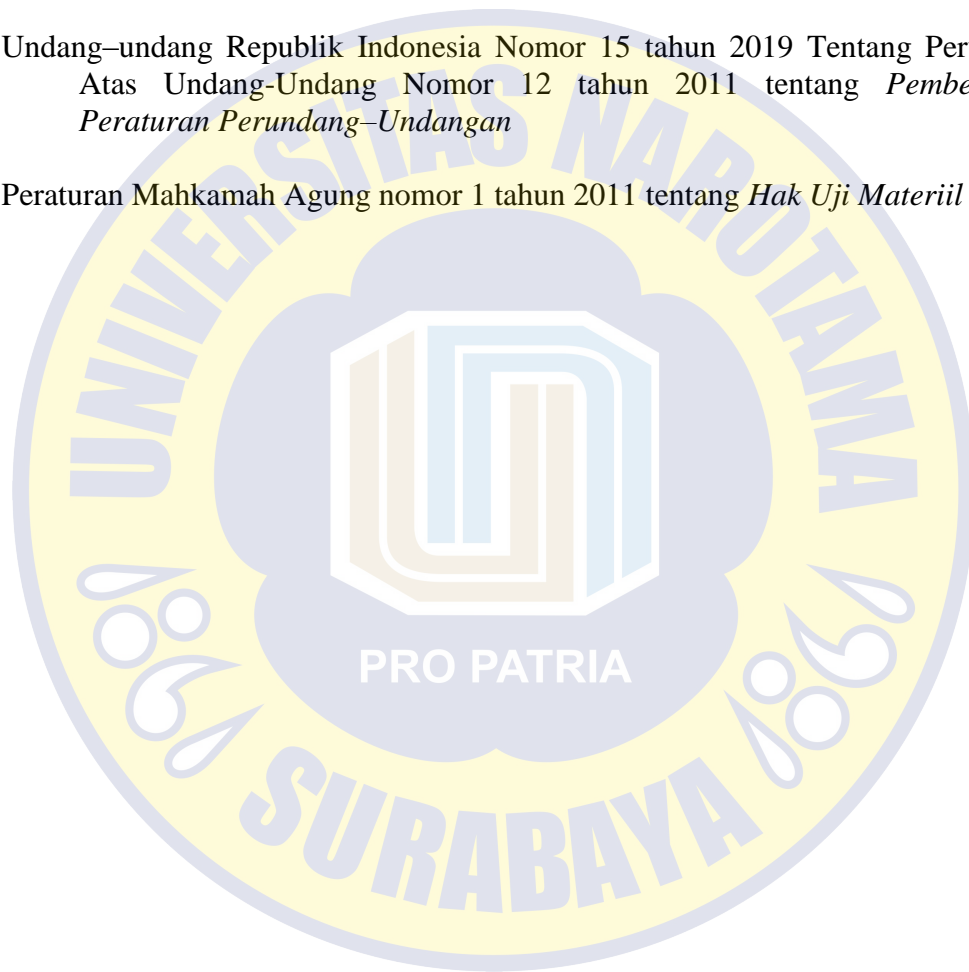 Undang–undang Republik Indonesia Nomor 15 tahun 2019 Tentang Per
Atas Undang-Undang Nomor 12 tahun 2011 tentang Pembe
Peraturan Perundang–Undangan
Peraturan Mahkamah Agung nomor 1 tahun 2011 tentang Hak Uji Materiil
UNIVERSITAS NAROTAMA
PRO PATRIA
SURABAYA